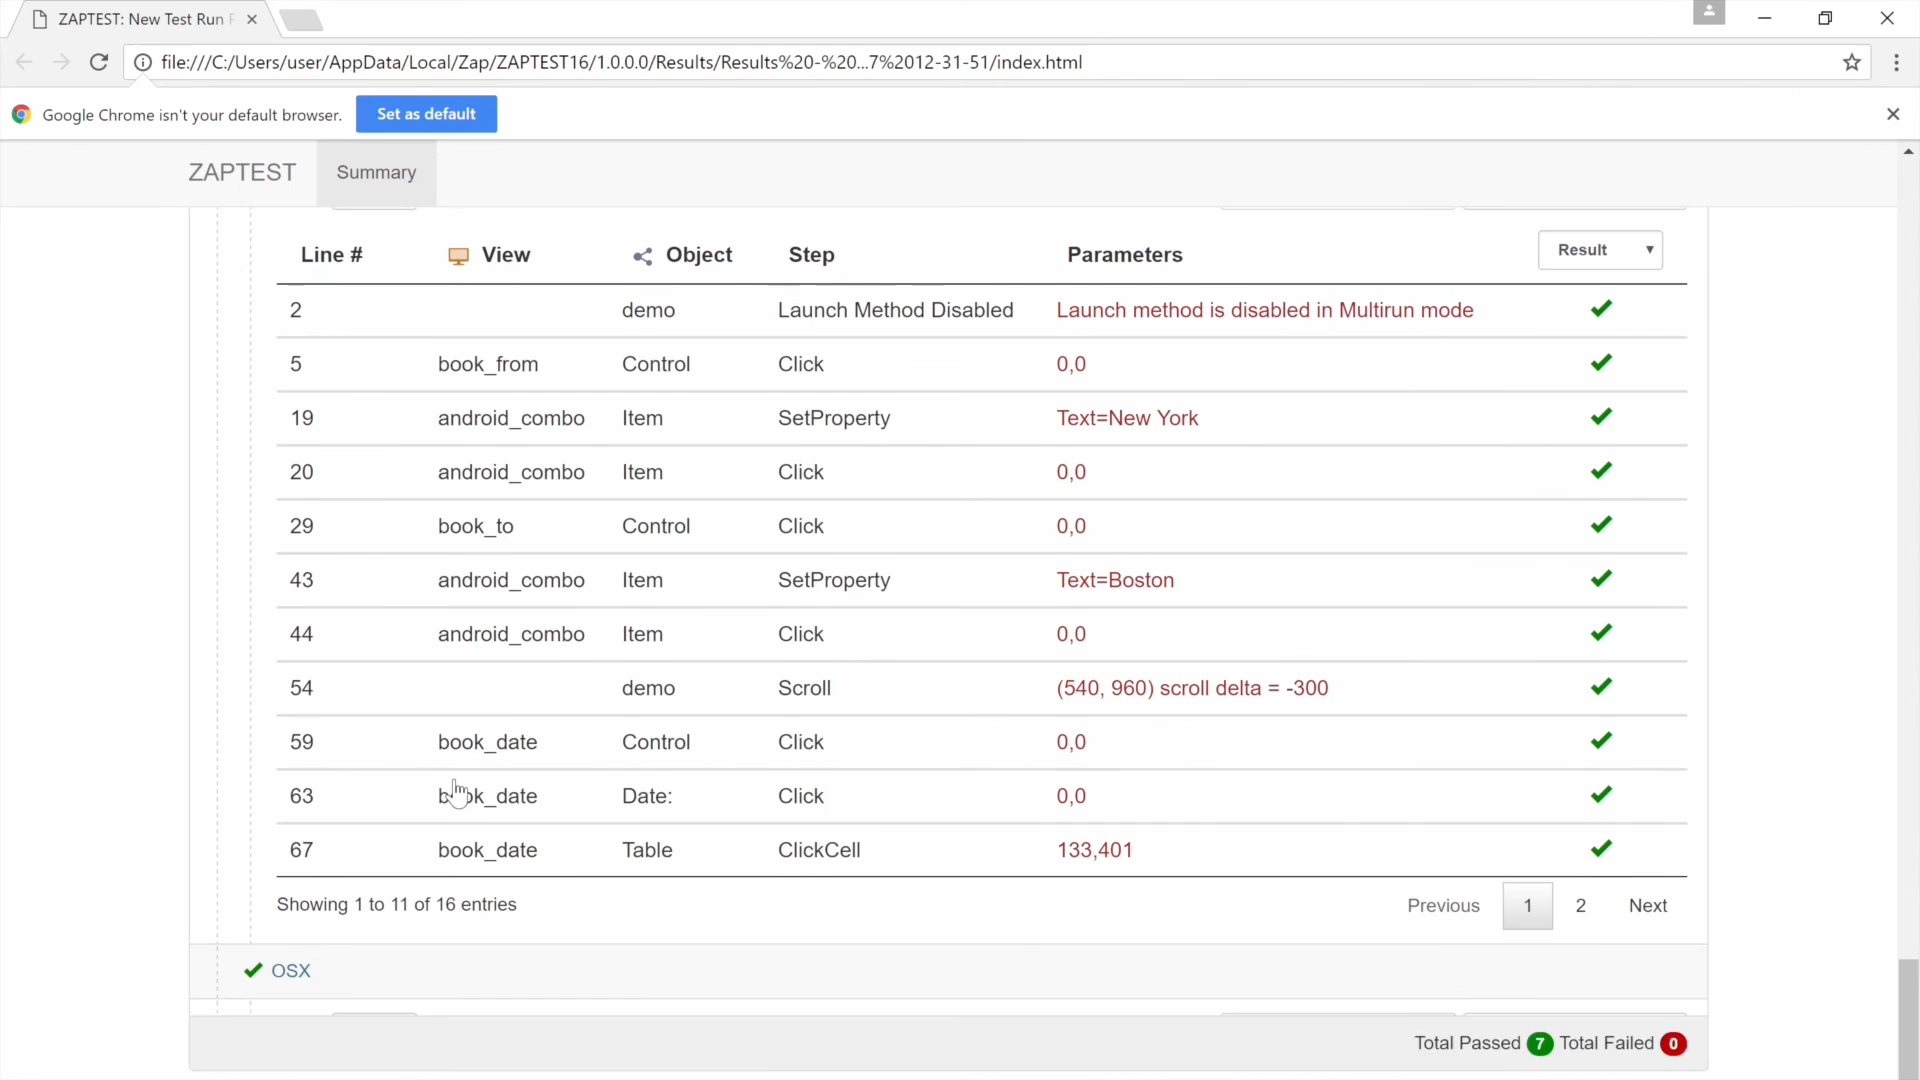 ZAPTEST: New Test Run
file:///C:/Users/user/AppData/Local/Zap/ZAPTEST16/1.0.0.0/Results/Results%20-%20...7%2012-31-51/index.html
Google Chrome isn't your default browser. Set as default
ZAPTEST Summary
Line # View Object Step Parameters Result
2 demo Launch Method Disabled Launch method is disabled in Multirun mode
5 book_from Control Click 0,0
19 android_combo Item SetProperty Text=New York
20 android_combo Item Click 0,0
29 book_to Control Click 0,0
43 android_combo Item SetProperty Text=Boston
44 android_combo Item Click 0,0
54 demo Scroll (540, 960) scroll delta = -300
59 book_date Control Click 0,0
63 book_date Date: Click 0,0
67 book_date Table ClickCell 133,401
Showing 1 to 11 of 16 entries Previous 1 2 Next
OSX
Total Passed 7 Total Failed 0